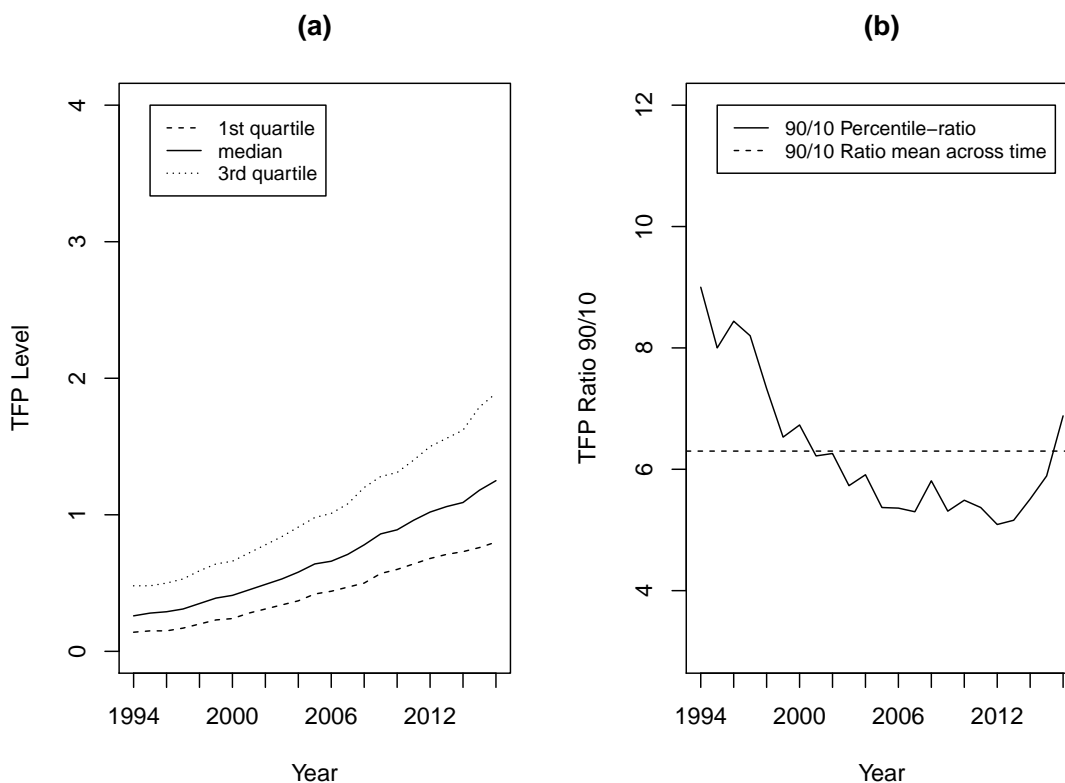 (a)
1st quartile
median
3rd quartile
4
3
2
1
0
TFP Level
1994
2000
2006
2012
Year
(b)
90/10 Percentile−ratio
90/10 Ratio mean across time
12
10
8
6
4
TFP Ratio 90/10
1994
2000
2006
2012
Year